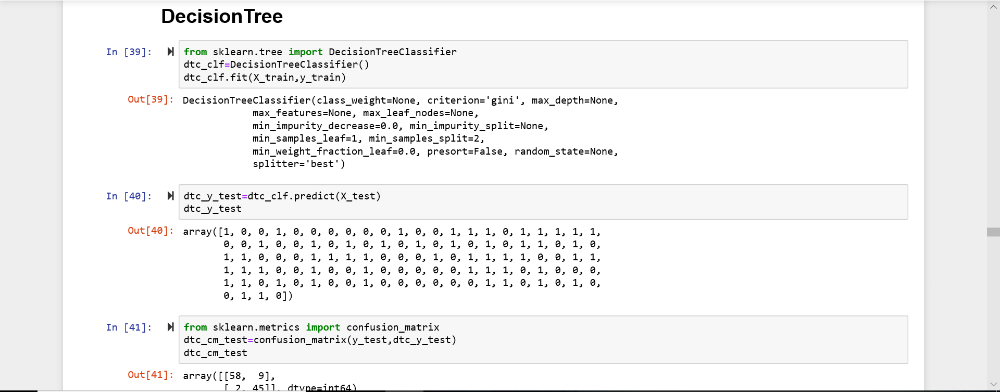 DecisionTree
In [39]: from sklearn.tree import DecisionTreeClassifier
dtc_clf=DecisionTreeClassifier()
dtc_clf.fit(X_train,y_train)
Out[39]: DecisionTreeClassifier(class_weight=None, criterion='gini', max_depth=None,
max_features=None, max_leaf_nodes=None,
min_impurity_decrease=0.0, min_impurity_split=None,
min_samples_leaf=1, min_samples_split=2,
min_weight_fraction_leaf=0.0, presort=False, random_state=None,
splitter='best')
In [40]: dtc_y_test=dtc_clf.predict(X_test)
dtc_y_test
Out[40]: array([1, 0, 0, 1, 0, 0, 0, 0, 0, 0, 1, 0, 0, 1, 1, 1, 0, 1, 1, 1, 1, 1,
0, 0, 1, 0, 0, 1, 0, 1, 0, 1, 0, 1, 0, 1, 0, 1, 0, 1, 1, 0, 1, 0,
1, 1, 0, 0, 0, 1, 1, 1, 1, 0, 0, 0, 1, 0, 1, 1, 1, 1, 0, 0, 1, 1,
1, 1, 1, 0, 0, 1, 0, 0, 1, 0, 0, 0, 0, 0, 1, 1, 1, 0, 1, 0, 0, 0,
1, 1, 0, 1, 0, 1, 0, 0, 1, 0, 0, 0, 0, 0, 0, 1, 1, 0, 1, 0, 1, 0,
0, 1, 1, 0])
In [41]: from sklearn.metrics import confusion_matrix
dtc_cm_test=confusion_matrix(y_test,dtc_y_test)
dtc_cm_test
Out[41]: array([[58,  9],
[ 2, 45]], dtype=int64)